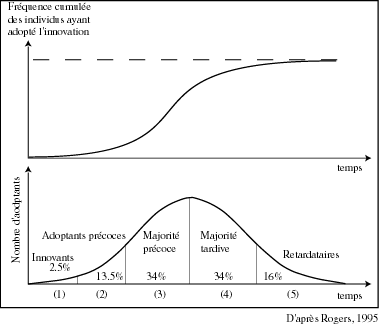 Fréquence cumulée
des individus ayant
adopté l'innovation
temps
Nombre d'aodptants
Adoptants précoces
Innovants
2.5%
13.5%
Majorité
précoce
34%
Majorité
tardive
34%
Retardataires
16%
(1) (2) (3) (4) (5)
temps
D'après Rogers, 1995